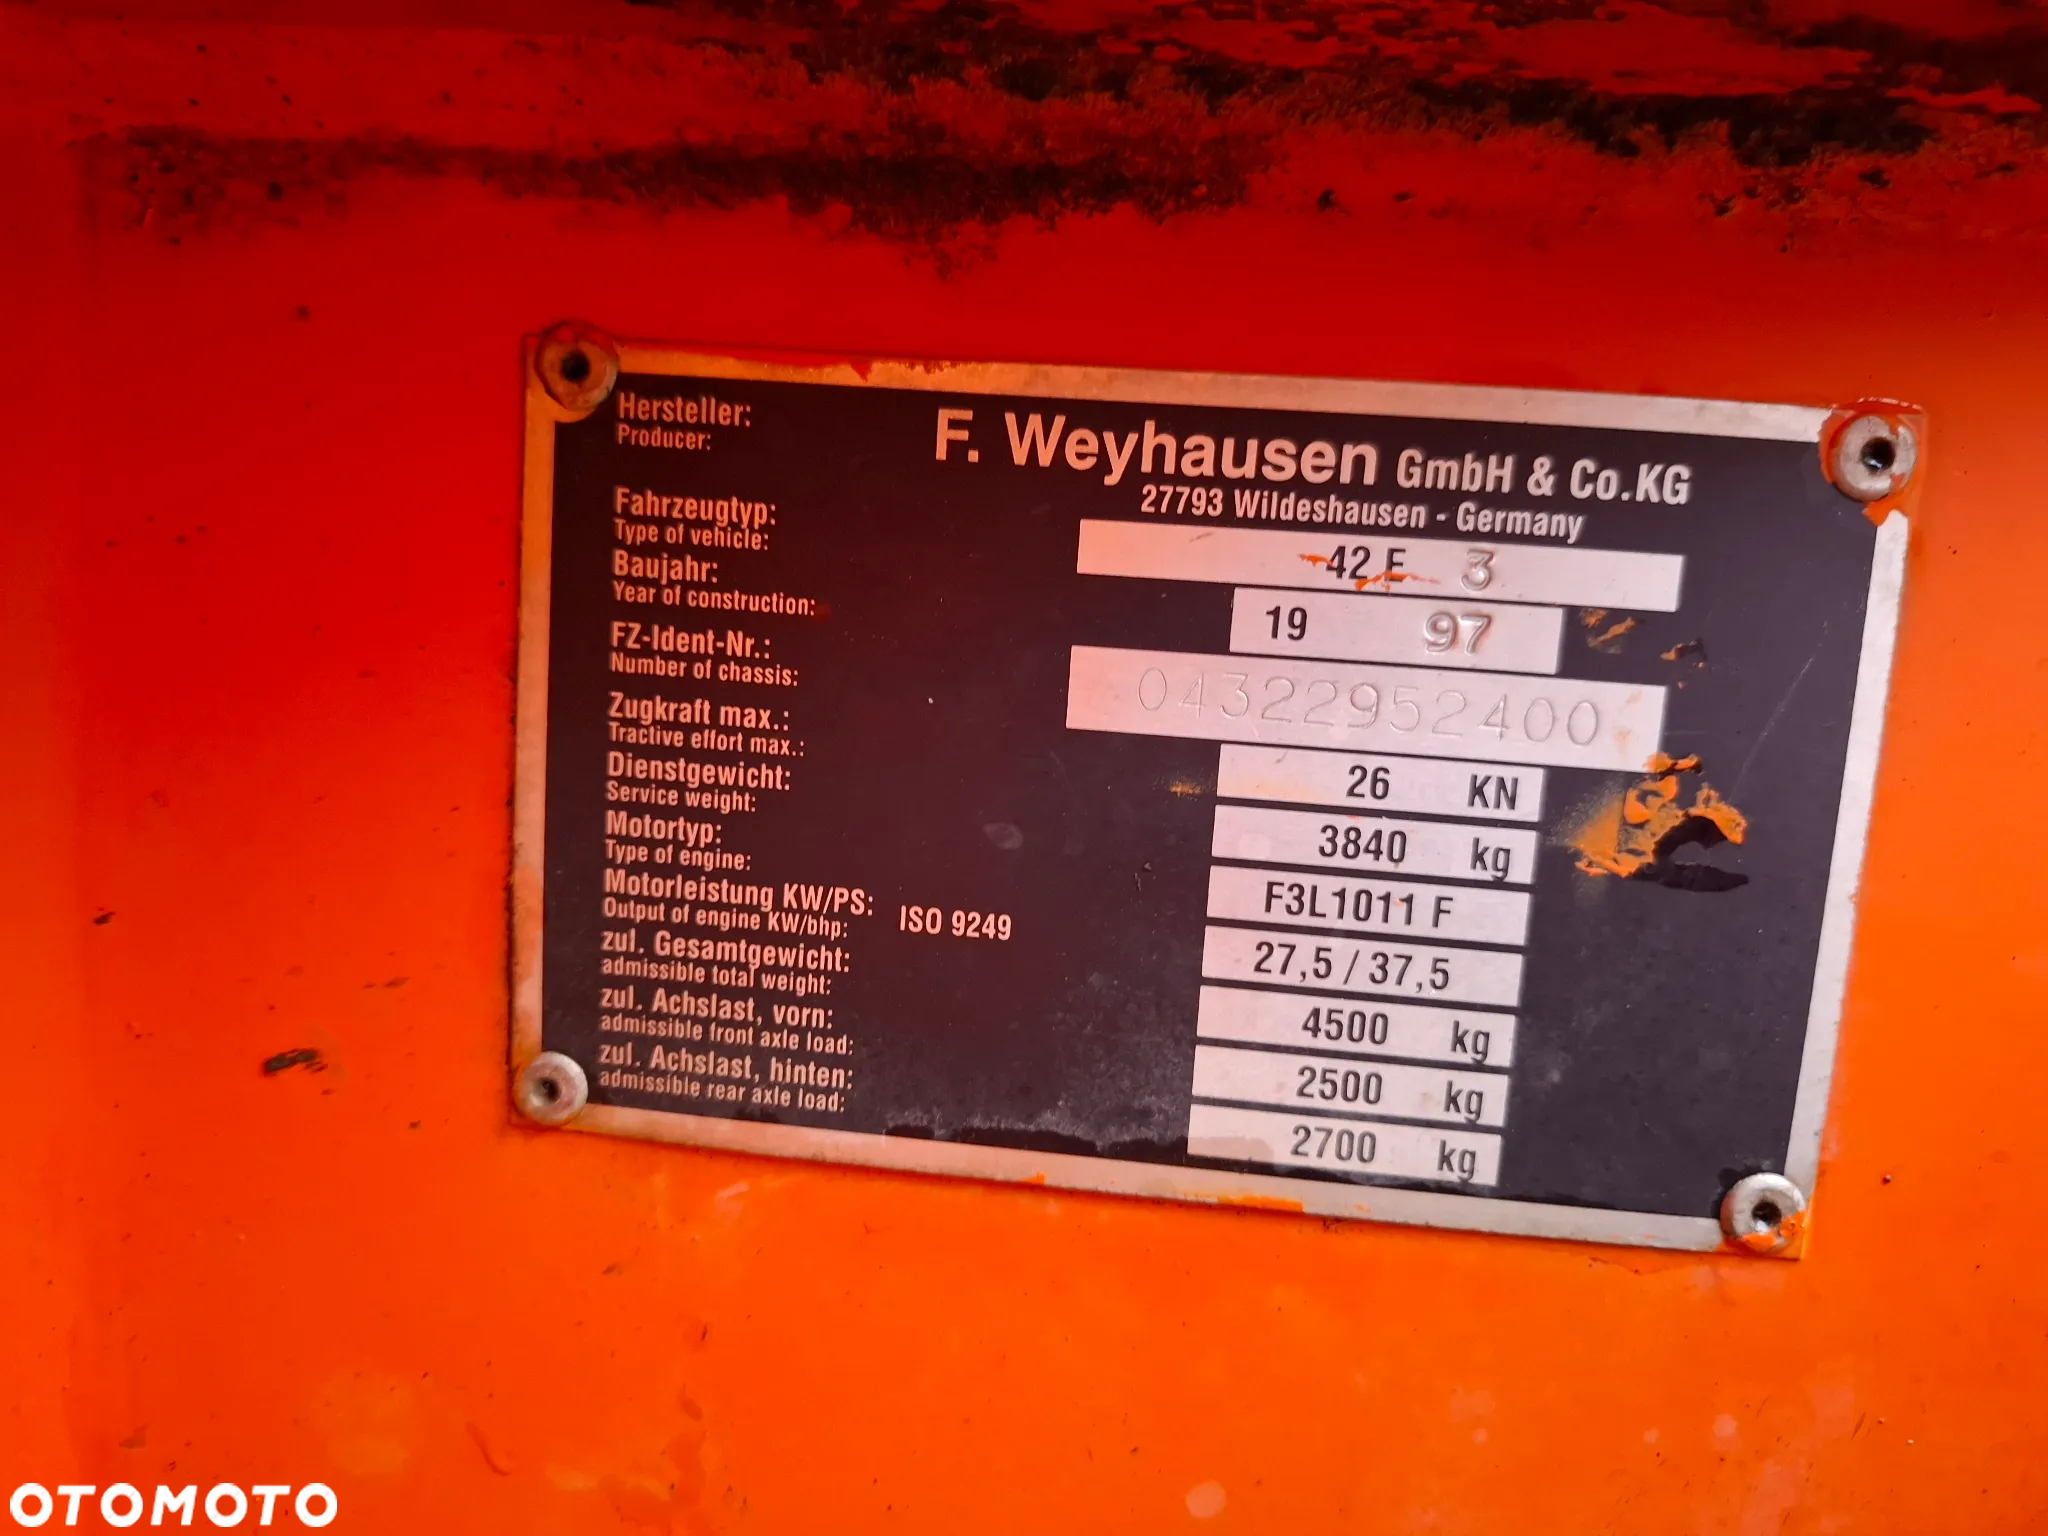 Hersteller: F. Weyhausen GmbH & Co.KG
Producer:
27793 Wildeshausen - Germany
Fahrzeugtyp: 42 E 3
Type of vehicle:
Baujahr: 19 97
Year of construction:
FZ-Ident-Nr.: 04322952400
Number of chassis:
Zugkraft max.: 26 KN
Tractive effort max.:
Dienstgewicht: 3840 kg
Service weight:
Motortyp: F3L1011 F
Type of engine:
Motorleistung KW/PS: ISO 9249 27,5 / 37,5
Output of engine KW/bhp:
zul. Gesamtgewicht: 4500 kg
admissible total weight:
zul. Achslast, vorn: 2500 kg
admissible front axle load:
zul. Achslast, hinten: 2700 kg
admissible rear axle load:
OTOMOTO